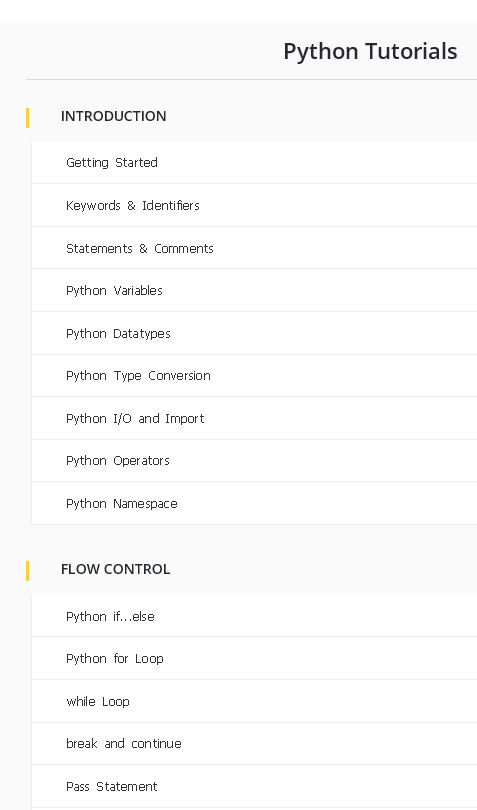 Python Tutorials
INTRODUCTION
Getting Started
Keywords & Identifiers
Statements & Comments
Python Variables
Python Datatypes
Python Type Conversion
Python I/O and Import
Python Operators
Python Namespace
FLOW CONTROL
Python if...else
Python for Loop
while Loop
break and continue
Pass Statement